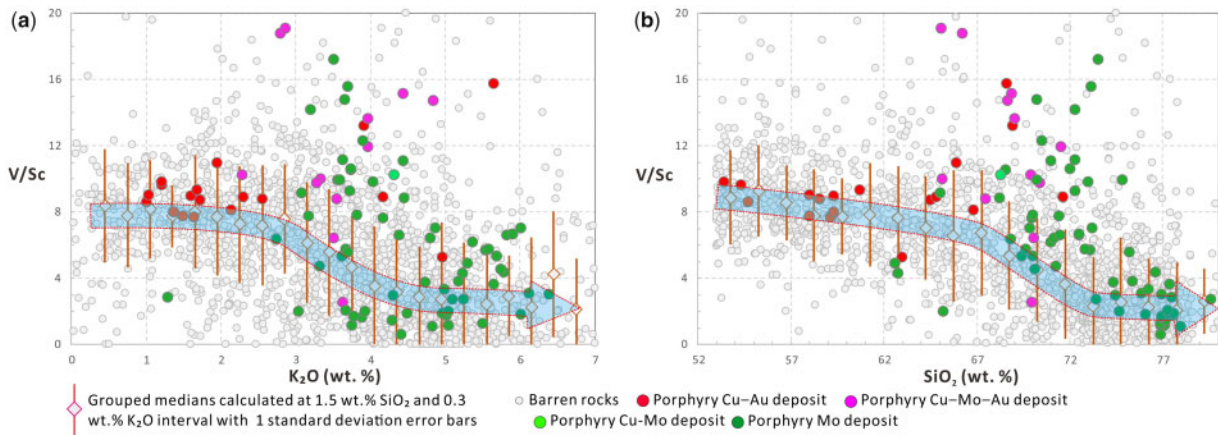 (a)
20
16
12
V/Sc
8
4
0
0 1 2 3 4 5 6 7
K₂O (wt. %)
(b)
20
16
12
V/Sc
8
4
0
52 57 62 67 72 77
SiO₂ (wt. %)
Grouped medians calculated at 1.5 wt.% SiO₂ and 0.3
wt.% K₂O interval with 1 standard deviation error bars
Barren rocks Porphyry Cu–Au deposit Porphyry Cu–Mo–Au deposit
Porphyry Cu-Mo deposit Porphyry Mo deposit